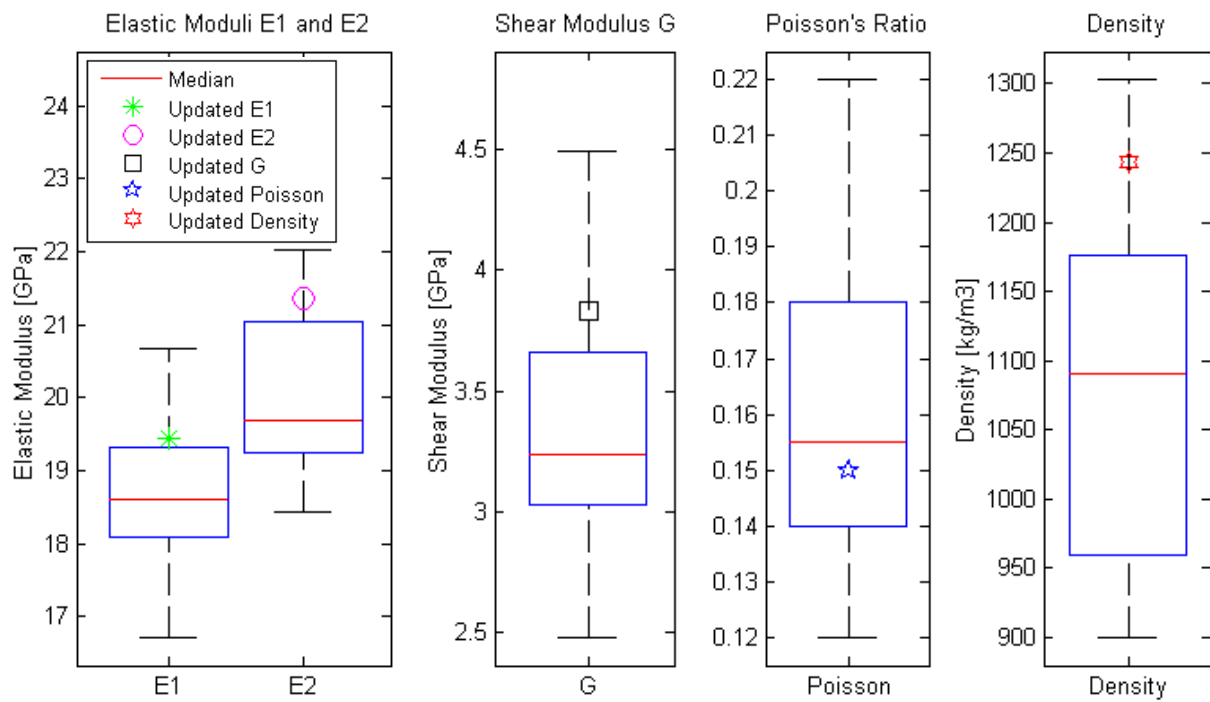 Elastic Moduli E1 and E2
Median
Updated E1
Updated E2
Updated G
Updated Poisson
Updated Density
Elastic Modulus [GPa]
24
23
22
21
20
19
18
17
E1
E2
Shear Modulus G
Shear Modulus [GPa]
4.5
4
3.5
3
2.5
G
Poisson's Ratio
0.22
0.21
0.2
0.19
0.18
0.17
0.16
0.15
0.14
0.13
0.12
Poisson
Density
Density [kg/m3]
1300
1250
1200
1150
1100
1050
1000
950
900
Density